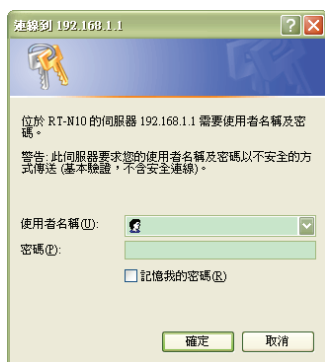 連線到 192.168.1.1
位於 RT-N10 的伺服器 192.168.1.1 需要使用者名稱及密
碼。
警告: 此伺服器要求您的使用者名稱及密碼以不安全的方
式傳送 (基本驗證，不含安全連線)。
使用者名稱(U):
密碼(P):
記憶我的密碼(R)
確定
取消